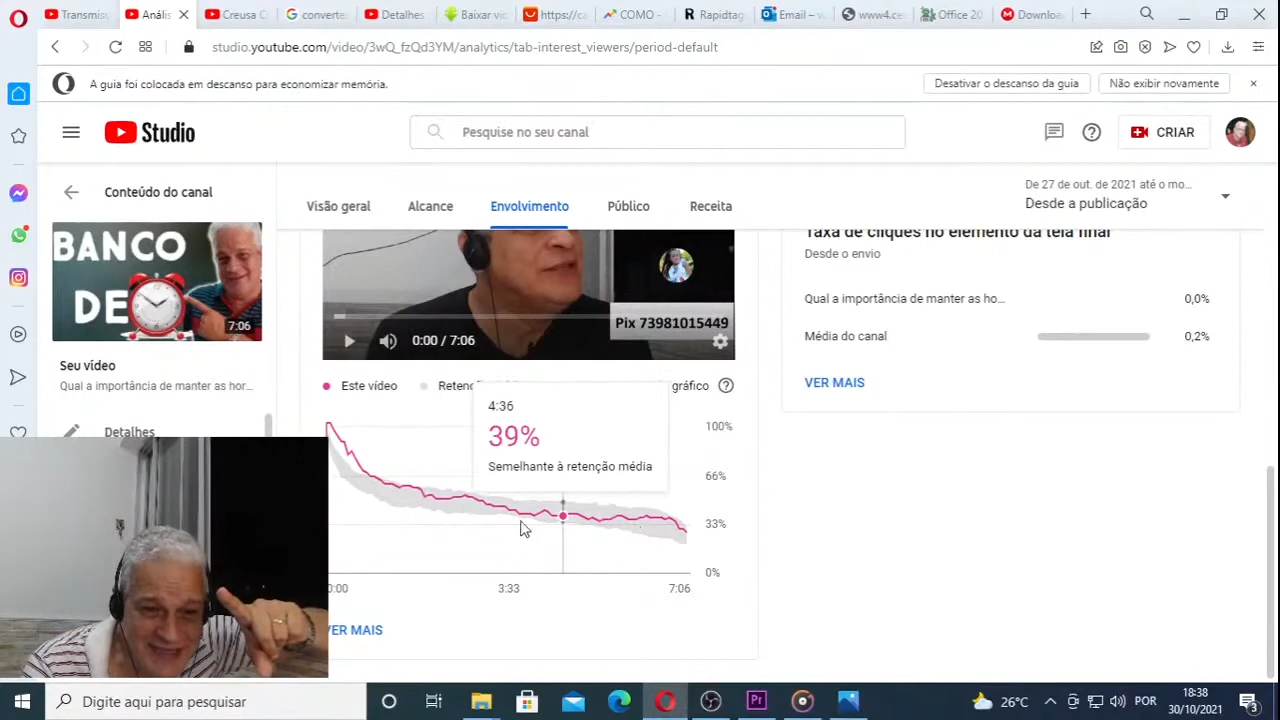 Transmiss
Anális
Creusa C
converter
Detalhes
Baixar vic
https://ca
COMO -
Rapidtag
Email – v
www4.ce
Office 20
Downloa
studio.youtube.com/video/3wQ_fzQd3YM/analytics/tab-interest_viewers/period-default
A guia foi colocada em descanso para economizar memória.
Desativar o descanso da guia
Não exibir novamente
Studio
Pesquise no seu canal
CRIAR
Conteúdo do canal
Visão geral
Alcance
Envolvimento
Público
Receita
De 27 de out. de 2021 até o mo...
Desde a publicação
BANCO
DE
7:06
Seu vídeo
Qual a importância de manter as hor...
Detalhes
Pix 73981015449
0:00 / 7:06
Taxa de cliques no elemento da tela final
Desde o envio
Qual a importância de manter as ho...
0,0%
Média do canal
0,2%
VER MAIS
Este vídeo
gráfico
4:36
39%
Semelhante à retenção média
100%
66%
33%
0%
0:00
3:33
7:06
VER MAIS
Digite aqui para pesquisar
Pr
26°C
POR
18:38
30/10/2021
3